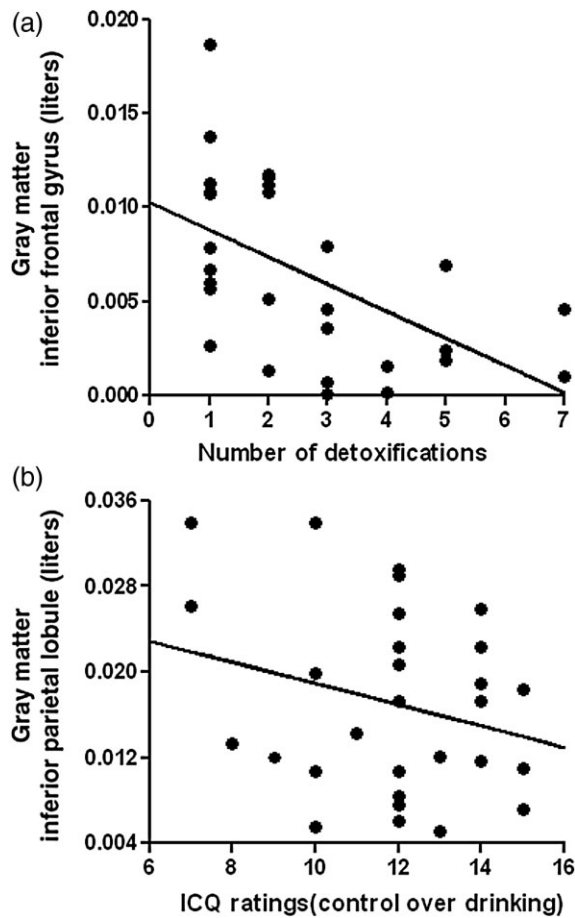 (a)
Gray matter
inferior frontal gyrus (liters)
0.020
0.015
0.010
0.005
0.000
0 1 2 3 4 5 6 7
Number of detoxifications
(b)
Gray matter
inferior parietal lobule (liters)
0.036
0.028
0.020
0.012
0.004
6 8 10 12 14 16
ICQ ratings(control over drinking)